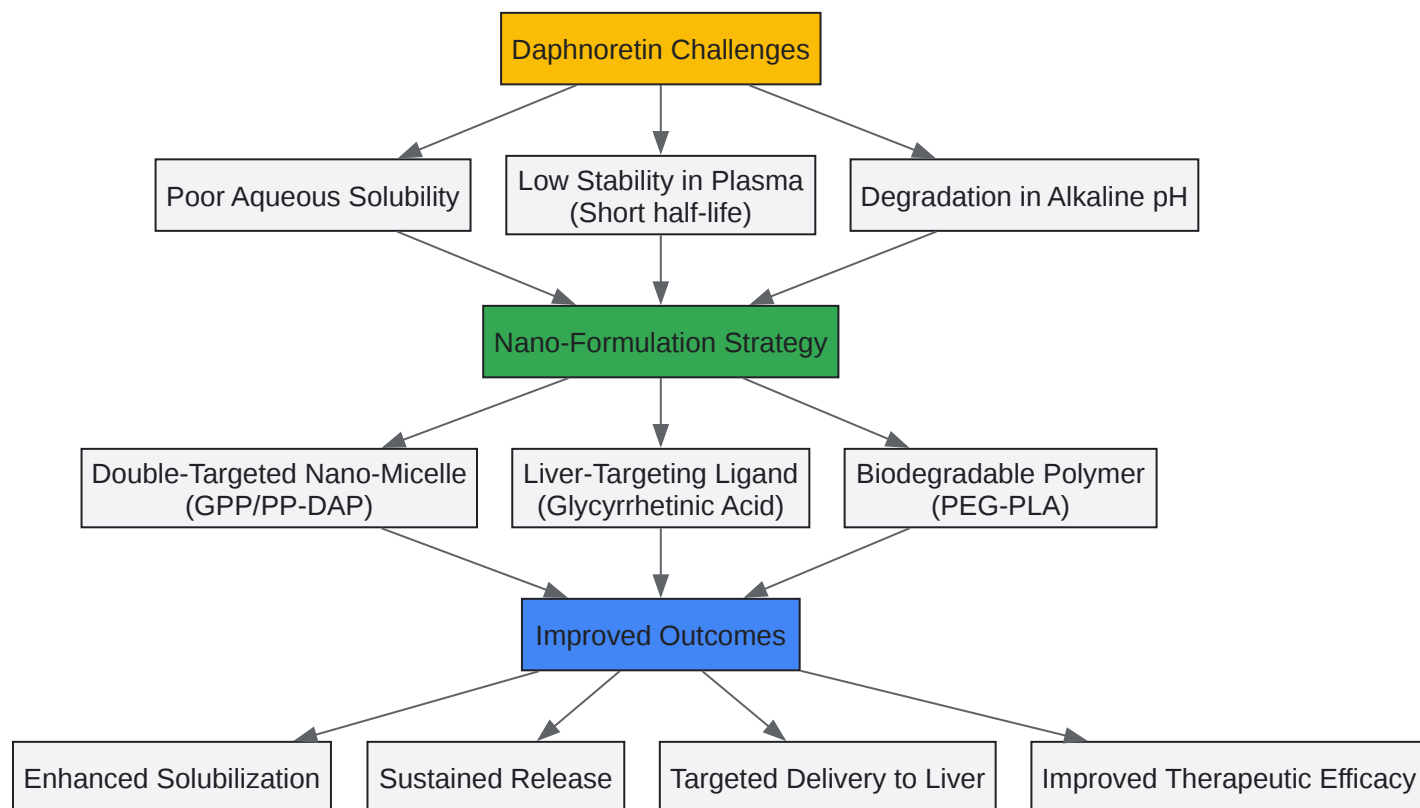 Daphnoretin Challenges
Poor Aqueous Solubility
Low Stability in Plasma
(Short half-life)
Degradation in Alkaline pH
Nano-Formulation Strategy
Double-Targeted Nano-Micelle
(GPP/PP-DAP)
Liver-Targeting Ligand
(Glycyrrhetinic Acid)
Biodegradable Polymer
(PEG-PLA)
Improved Outcomes
Enhanced Solubilization
Sustained Release
Targeted Delivery to Liver
Improved Therapeutic Efficacy